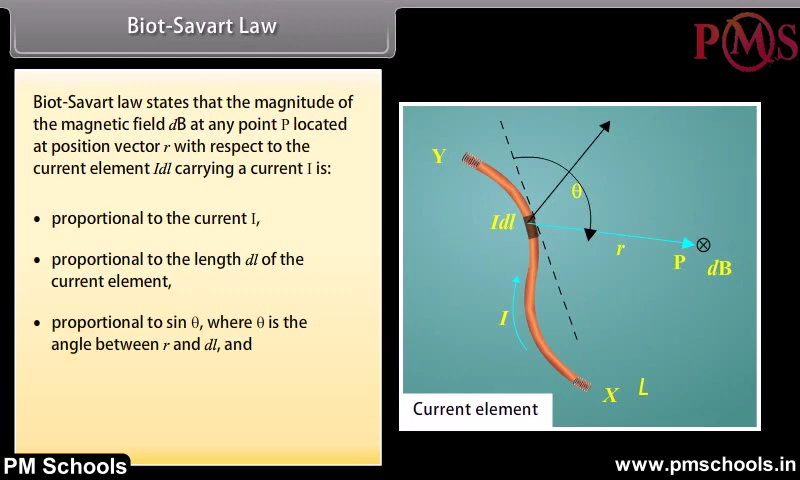 Biot-Savart Law
PMS
Biot-Savart law states that the magnitude of
the magnetic field dB at any point P located
at position vector r with respect to the
current element Idl carrying a current I is:
• proportional to the current I,
• proportional to the length dl of the
current element,
• proportional to sin θ, where θ is the
angle between r and dl, and
Y
θ
Idl
r
P
dB
I
X
L
Current element
PM Schools
www.pmschools.in